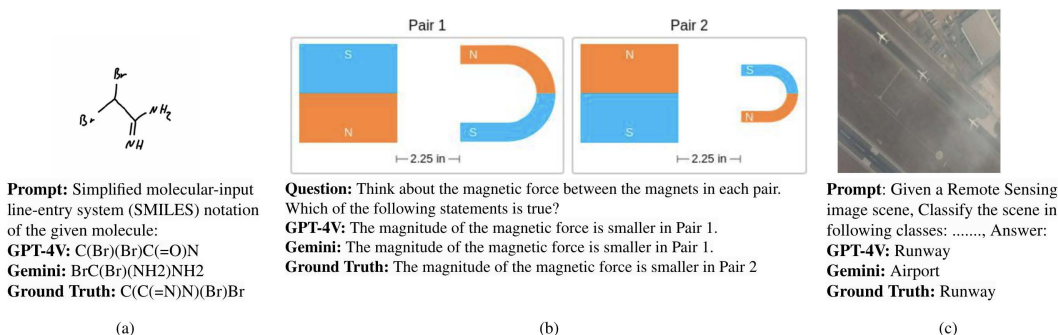 Br
Br
NH2
NH
Prompt: Simplified molecular-input
line-entry system (SMILES) notation
of the given molecule:
GPT-4V: C(Br)(Br)C(=O)N
Gemini: BrC(Br)(NH2)NH2
Ground Truth: C(C(=N)N)(Br)Br
(a)
Pair 1
S
N
N
S
2.25 in
Pair 2
N
S
S
N
2.25 in
Question: Think about the magnetic force between the magnets in each pair.
Which of the following statements is true?
GPT-4V: The magnitude of the magnetic force is smaller in Pair 1.
Gemini: The magnitude of the magnetic force is smaller in Pair 1.
Ground Truth: The magnitude of the magnetic force is smaller in Pair 2
(b)
Prompt: Given a Remote Sensing
image scene, Classify the scene in
following classes: ......., Answer:
GPT-4V: Runway
Gemini: Airport
Ground Truth: Runway
(c)